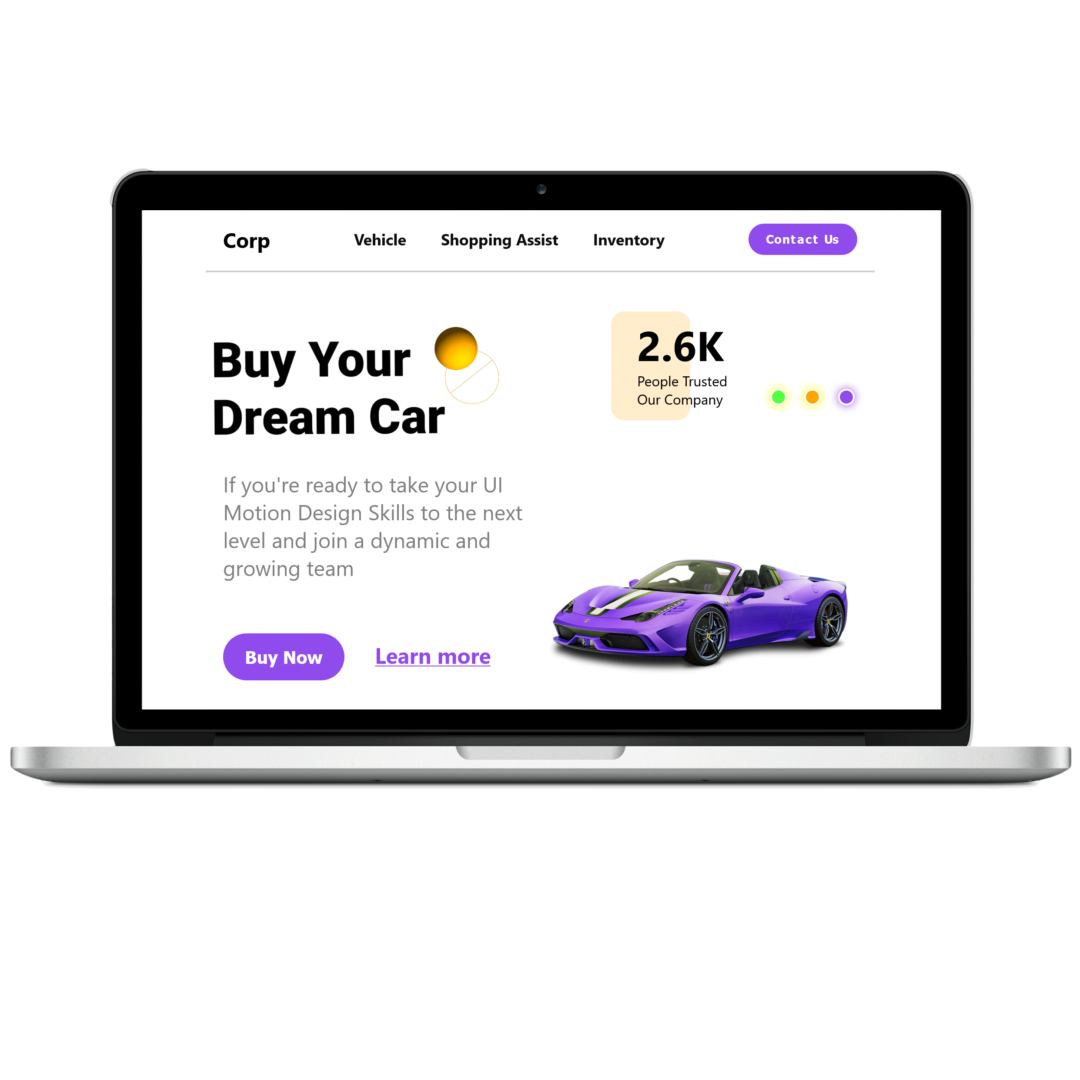 Corp
Vehicle
Shopping Assist
Inventory
Contact Us
Buy Your
Dream Car
If you're ready to take your UI
Motion Design Skills to the next
level and join a dynamic and
growing team
Buy Now
Learn more
2.6K
People Trusted
Our Company